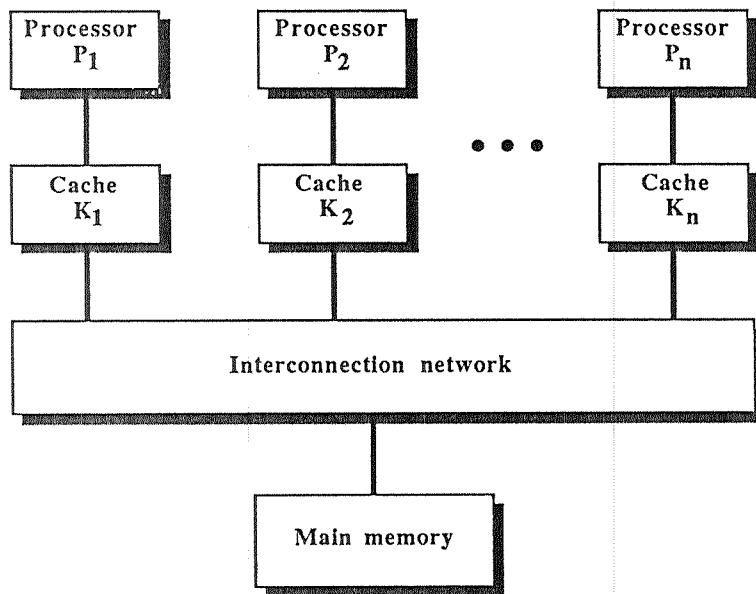 Processor
P1
Processor
P2
Processor
Pn
Cache
K1
Cache
K2
Cache
Kn
Interconnection network
Main memory